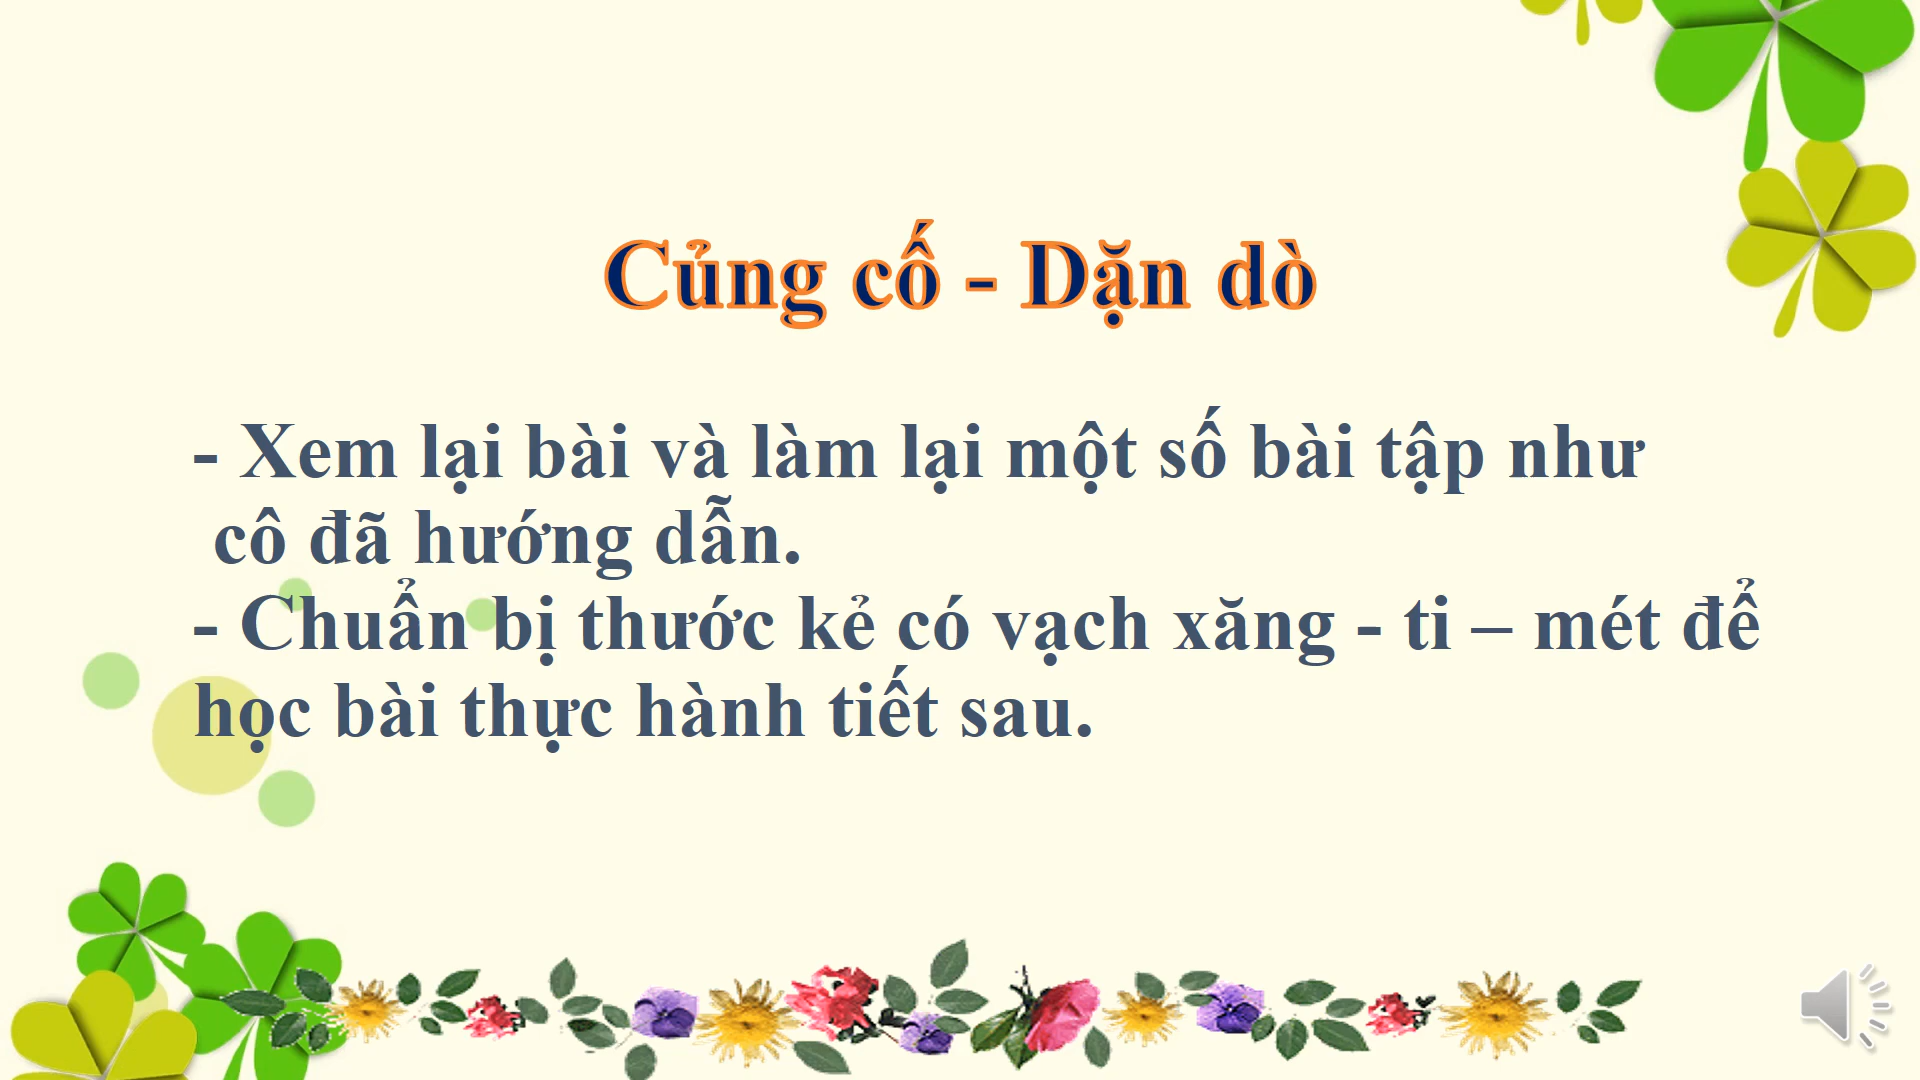 Củng cố - Dặn dò
- Xem lại bài và làm lại một số bài tập như
cô đã hướng dẫn.
- Chuẩn bị thước kẻ có vạch xăng - ti – mét để
học bài thực hành tiết sau.